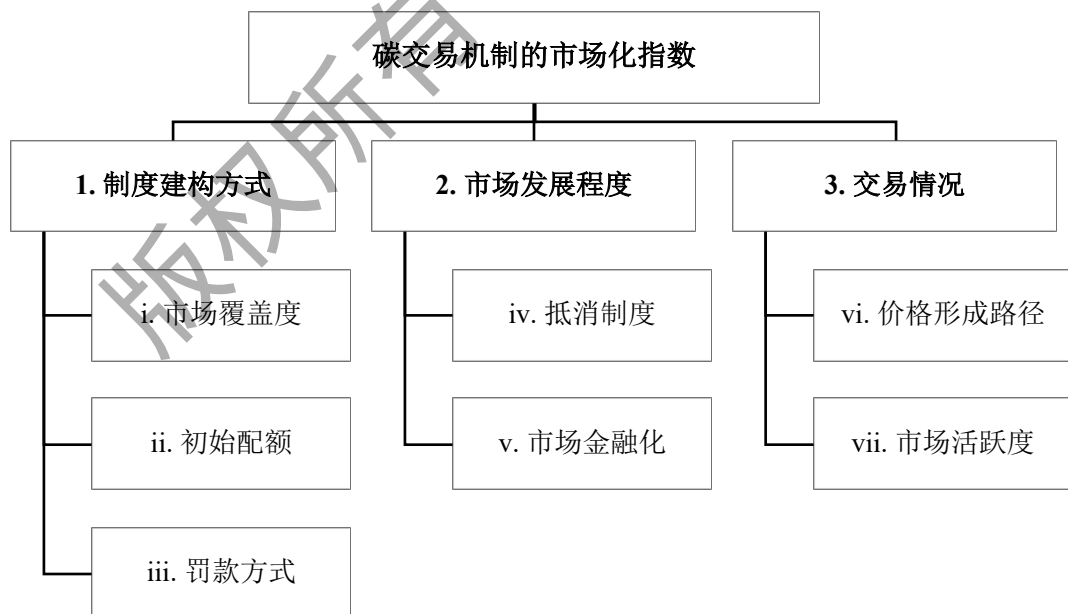 碳交易机制的市场化指数
1. 制度建构方式
2. 市场发展程度
3. 交易情况
i. 市场覆盖度
iv. 抵消制度
vi. 价格形成路径
ii. 初始配额
v. 市场金融化
vii. 市场活跃度
iii. 罚款方式
版权所有